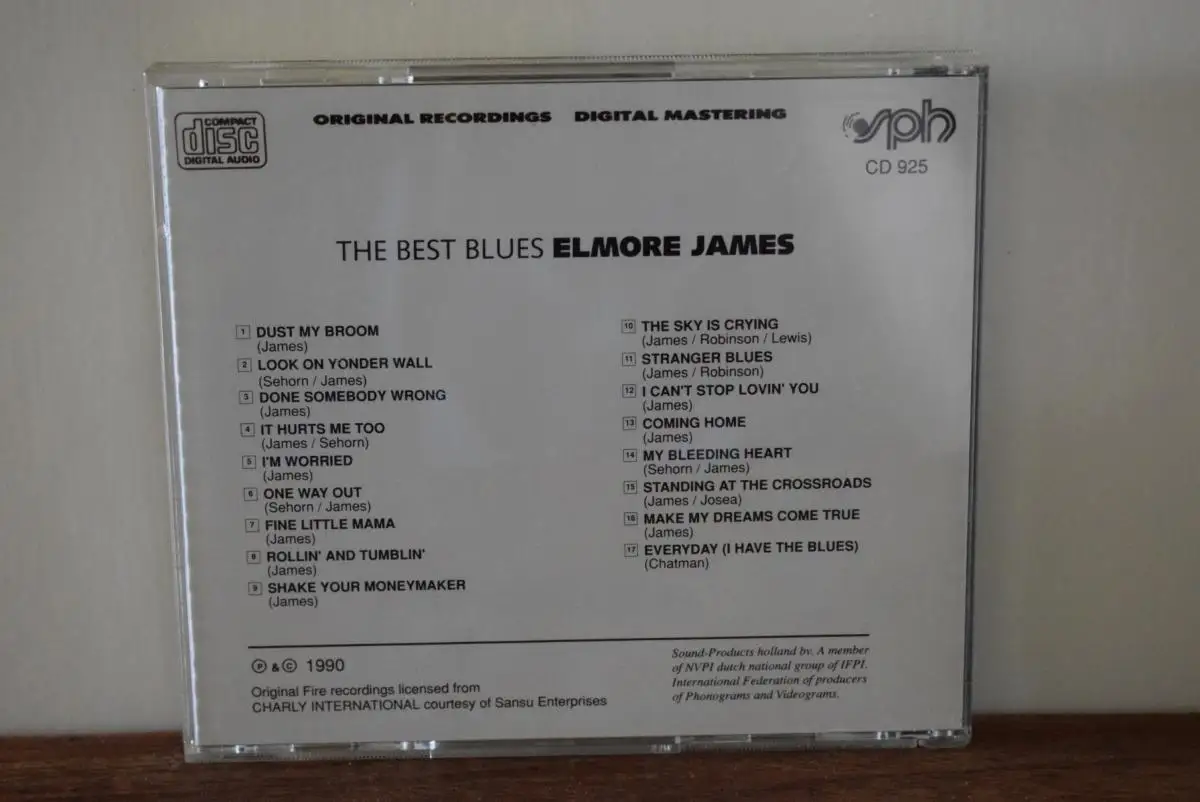 COMPACT
disc
DIGITAL AUDIO
ORIGINAL RECORDINGS DIGITAL MASTERING
sph
CD 925
THE BEST BLUES ELMORE JAMES
1 DUST MY BROOM
(James)
2 LOOK ON YONDER WALL
(Sehorn / James)
3 DONE SOMEBODY WRONG
(James)
4 IT HURTS ME TOO
(James / Sehorn)
5 I'M WORRIED
(James)
6 ONE WAY OUT
(Sehorn / James)
7 FINE LITTLE MAMA
(James)
8 ROLLIN' AND TUMBLIN'
(James)
9 SHAKE YOUR MONEYMAKER
(James)
10 THE SKY IS CRYING
(James / Robinson / Lewis)
11 STRANGER BLUES
(James / Robinson)
12 I CAN'T STOP LOVIN' YOU
(James)
13 COMING HOME
(James)
14 MY BLEEDING HEART
(Sehorn / James)
15 STANDING AT THE CROSSROADS
(James / Josea)
16 MAKE MY DREAMS COME TRUE
(James)
17 EVERYDAY (I HAVE THE BLUES)
(Chatman)
℗ & © 1990
Original Fire recordings licensed from
CHARLY INTERNATIONAL courtesy of Sansu Enterprises
Sound-Products holland bv. A member
of NVPI dutch national group of IFPI.
International Federation of producers
of Phonograms and Videograms.